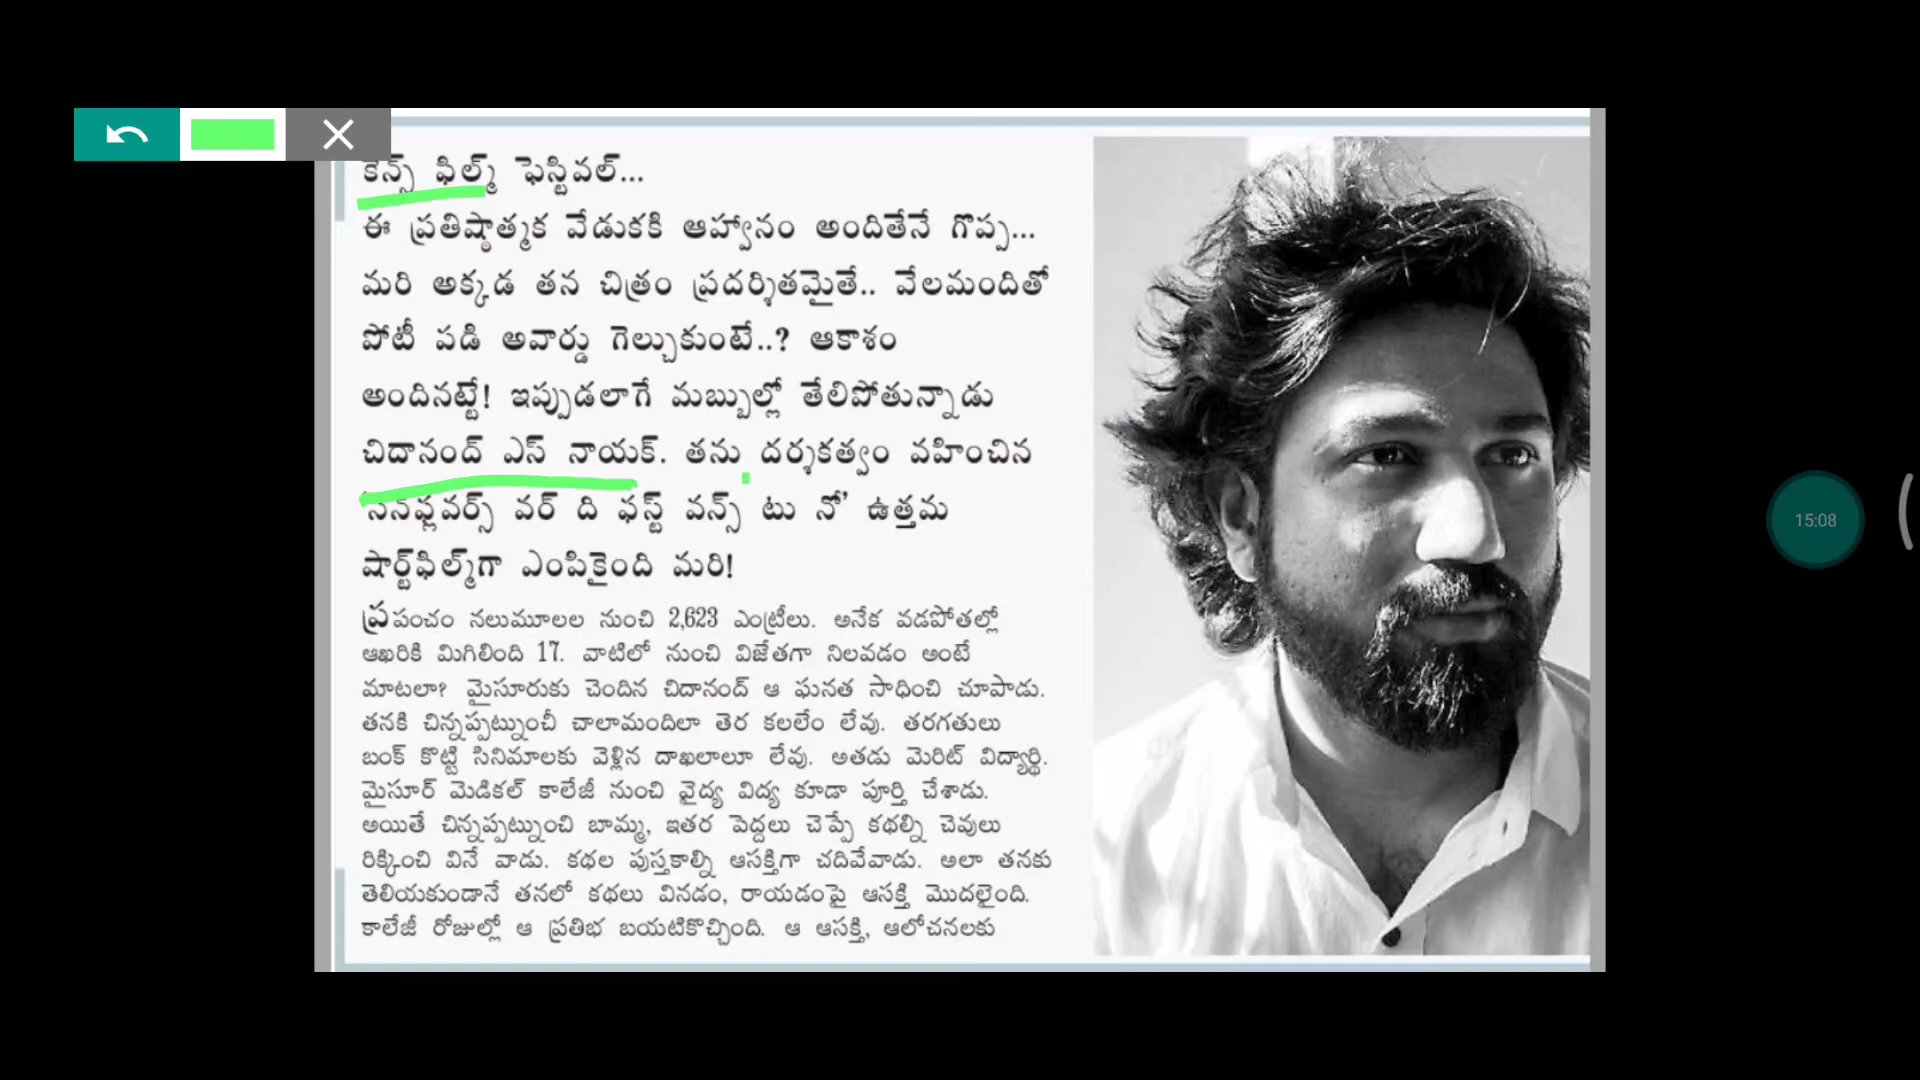 కేన్స్ ఫిల్మ్ ఫెస్టివల్...
ఈ ప్రతిష్ఠాత్మక వేడుకకి ఆహ్వానం అందితేనే గొప్ప...
మరి అక్కడ తన చిత్రం ప్రదర్శితమైతే.. వేలమందితో
పోటీ పడి అవార్డు గెల్చుకుంటే..? ఆకాశం
అందినట్టే! ఇప్పుడలాగే మబ్బుల్లో తేలిపోతున్నాడు
చిదానంద్ ఎస్ నాయక్. తను దర్శకత్వం వహించిన
'సన్‌ఫ్లవర్స్ వర్ ది ఫస్ట్ వన్స్ టు నో' ఉత్తమ
షార్ట్‌ఫిల్మ్‌గా ఎంపికైంది మరి!
ప్రపంచం నలుమూలల నుంచి 2,623 ఎంట్రీలు. అనేక వడపోతల్లో
ఆఖరికి మిగిలింది 17. వాటిలో నుంచి విజేతగా నిలవడం అంటే
మాటలా? మైసూరుకు చెందిన చిదానంద్ ఆ ఘనత సాధించి చూపాడు.
తనకి చిన్నప్పట్నుంచీ చాలామందిలా తెర కలలేం లేవు. తరగతులు
బంక్ కొట్టి సినిమాలకు వెళ్లిన దాఖలాలూ లేవు. అతడు మెరిట్ విద్యార్థి.
మైసూర్ మెడికల్ కాలేజీ నుంచి వైద్య విద్య కూడా పూర్తి చేశాడు.
అయితే చిన్నప్పట్నుంచి బామ్మ, ఇతర పెద్దలు చెప్పే కథల్ని చెవులు
రిక్కించి వినే వాడు. కథల పుస్తకాల్ని ఆసక్తిగా చదివేవాడు. అలా తనకు
తెలియకుండానే తనలో కథలు వినడం, రాయడంపై ఆసక్తి మొదలైంది.
కాలేజీ రోజుల్లో ఆ ప్రతిభ బయటికొచ్చింది. ఆ ఆసక్తి, ఆలోచనలకు
15:08